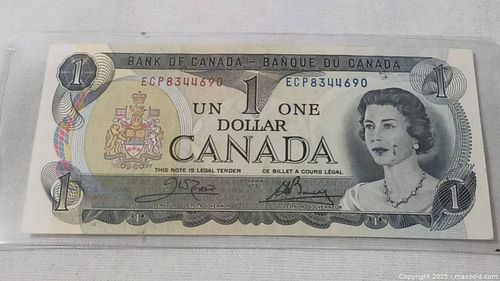 BANK OF CANADA - BANQUE DU CANADA
1 1
ECP8344690 ECP8344690
UN 1 ONE
DOLLAR
CANADA
THIS NOTE IS LEGAL TENDER CE BILLET A COURS LÉGAL
OTTAWA
1 1
Copyright © 2025 - maxsold.com